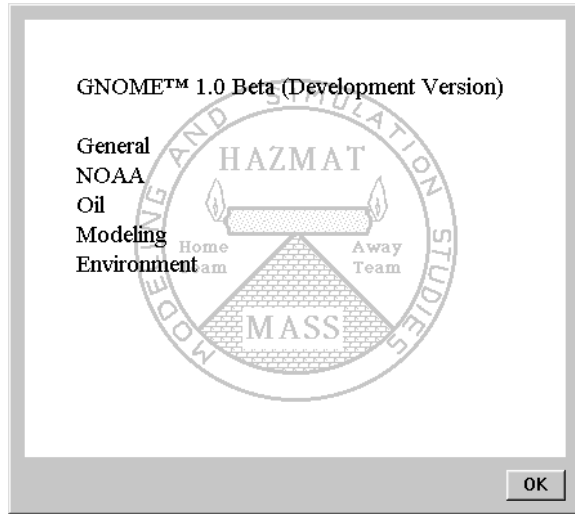 GNOME™ 1.0 Beta (Development Version)
General
NOAA
Oil
Modeling
Environment
MODELING AND SIMULATION STUDIES
HAZMAT
Home Team
Away Team
MASS
OK